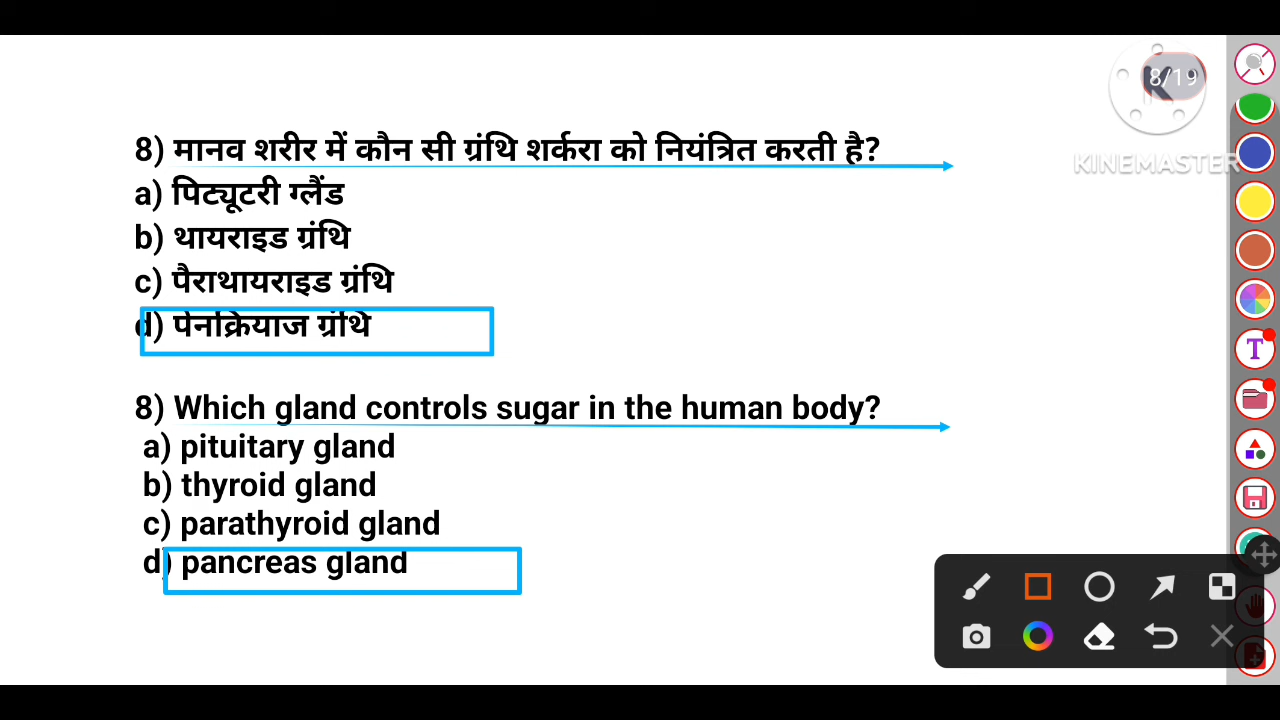 8/19
KINEMASTER
8) मानव शरीर में कौन सी ग्रंथि शर्करा को नियंत्रित करती है?
a) पिट्यूटरी ग्लैंड
b) थायराइड ग्रंथि
c) पैराथायराइड ग्रंथि
d) पेनक्रियाज ग्रंथि
8) Which gland controls sugar in the human body?
a) pituitary gland
b) thyroid gland
c) parathyroid gland
d) pancreas gland
T